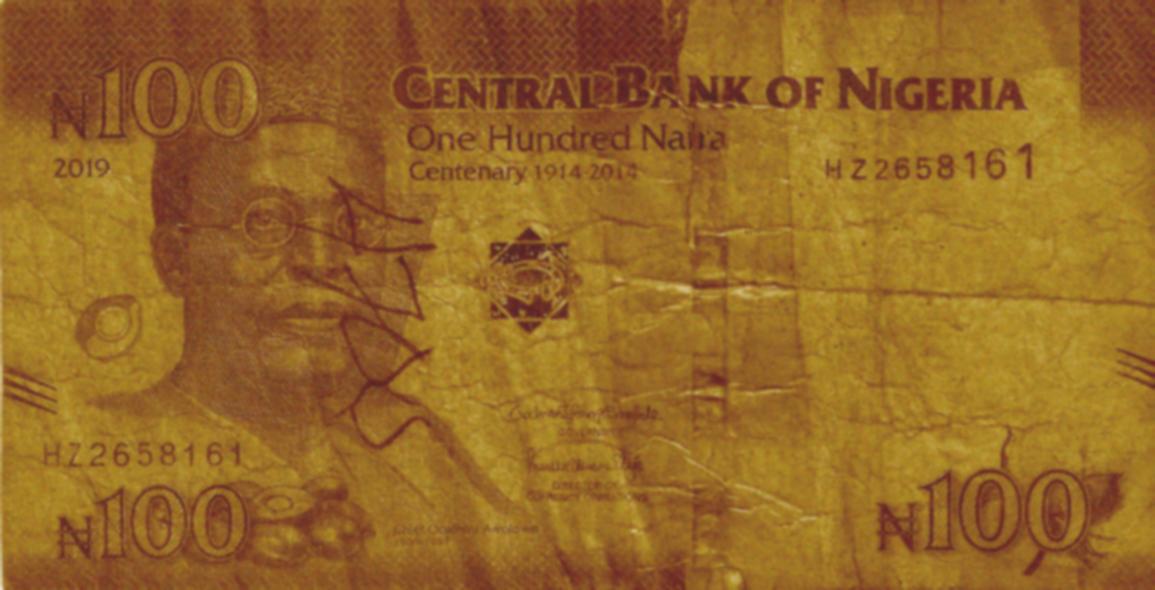 ₦100
CENTRAL BANK OF NIGERIA
One Hundred Naira
Centenary 1914-2014
2019
HZ2658161
HZ2658161
₦100
₦100